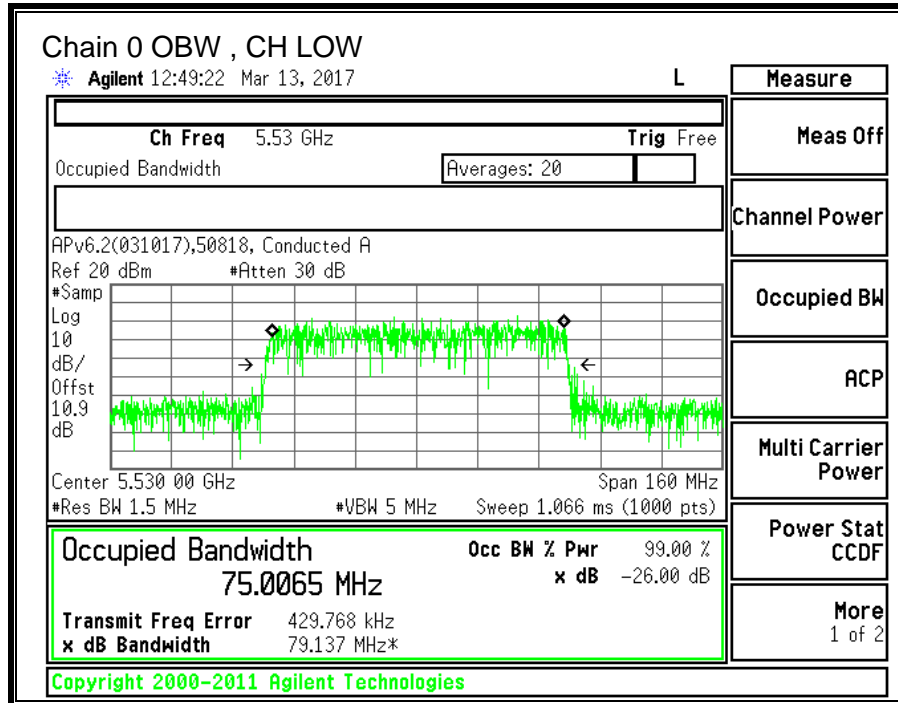 Chain 0 OBW , CH LOW
Agilent 12:49:22 Mar 13, 2017 L
Measure
Ch Freq 5.53 GHz Trig Free
Meas Off
Occupied Bandwidth Averages: 20
Channel Power
APv6.2(031017),50818, Conducted A
Ref 20 dBm #Atten 30 dB
#Samp
Log
10
dB/
Offst
10.9
dB
Occupied BW
ACP
Center 5.530 00 GHz Span 160 MHz
#Res BW 1.5 MHz #VBW 5 MHz Sweep 1.066 ms (1000 pts)
Multi Carrier
Power
Occupied Bandwidth Occ BW % Pwr 99.00 %
75.0065 MHz x dB -26.00 dB
Power Stat
CCDF
Transmit Freq Error 429.768 kHz
x dB Bandwidth 79.137 MHz*
More
1 of 2
Copyright 2000-2011 Agilent Technologies